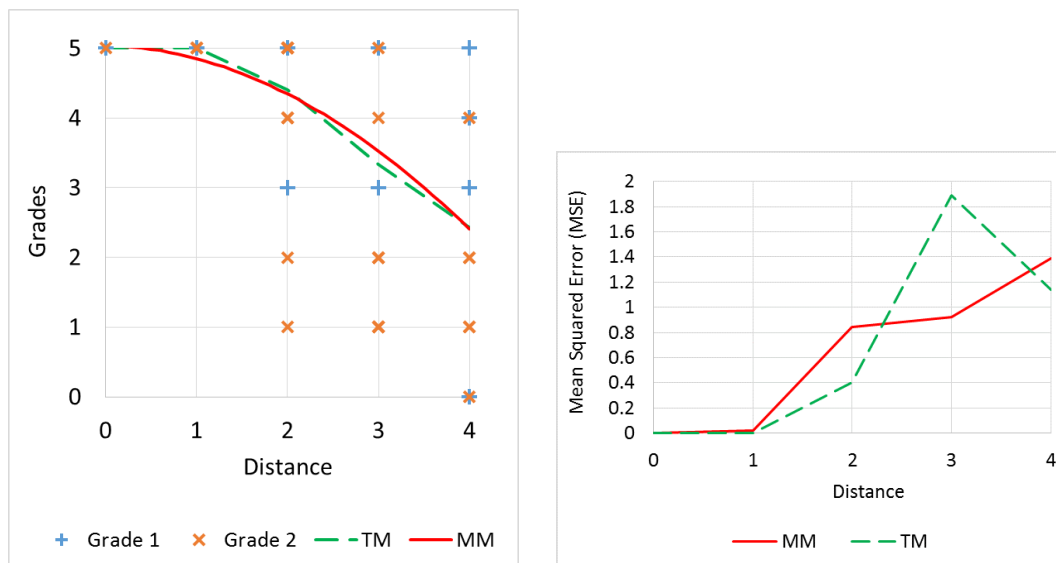 5
4
3
2
1
0
Grades
0 1 2 3 4
Distance
Grade 1 Grade 2 TM MM
2
1.8
1.6
1.4
1.2
1
0.8
0.6
0.4
0.2
0
Mean Squared Error (MSE)
0 1 2 3 4
Distance
MM TM